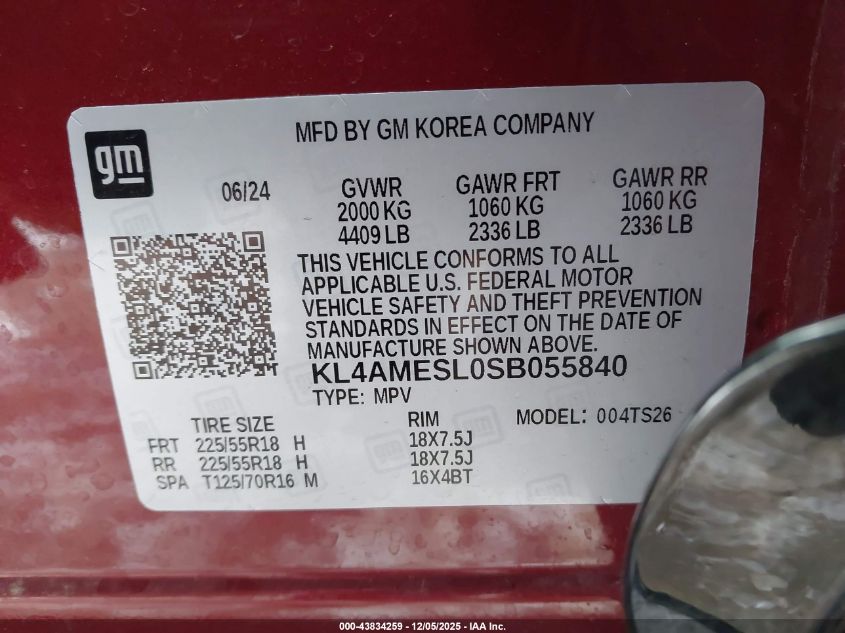 MFD BY GM KOREA COMPANY
gm
06/24
GVWR GAWR FRT GAWR RR
2000 KG 1060 KG 1060 KG
4409 LB 2336 LB 2336 LB
THIS VEHICLE CONFORMS TO ALL
APPLICABLE U.S. FEDERAL MOTOR
VEHICLE SAFETY AND THEFT PREVENTION
STANDARDS IN EFFECT ON THE DATE OF
MANUFACTURE SHOWN ABOVE.
KL4AMESL0SB055840
TYPE: MPV
TIRE SIZE RIM MODEL: 004TS26
FRT 225/55R18 H 18X7.5J
RR 225/55R18 H 18X7.5J
SPA T125/70R16 M 16X4BT
000-43834259 - 12/05/2025 - IAA Inc.